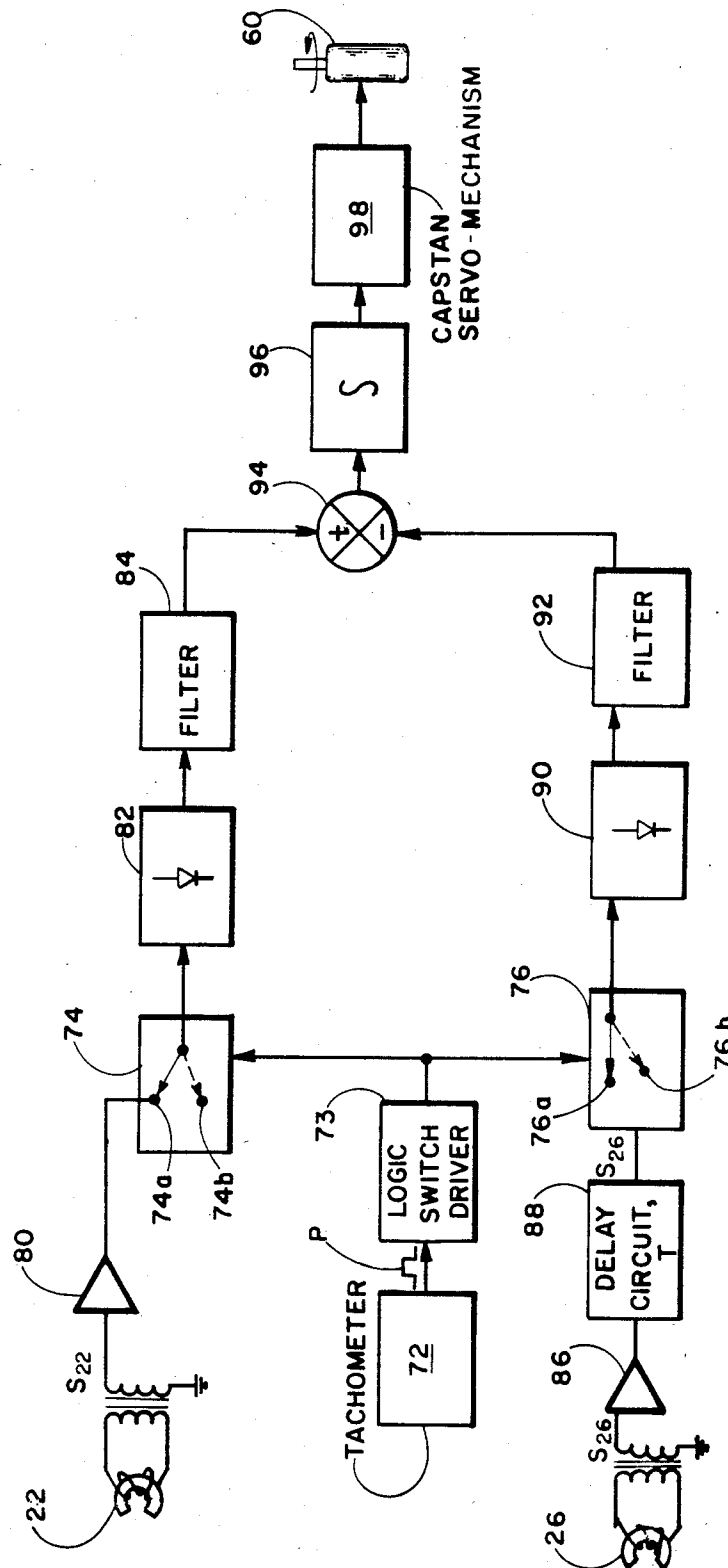 22
S22
80
74
74a
74b
82
84
FILTER
94
+
−
96
∫
98
CAPSTAN
SERVO-MECHANISM
60
TACHOMETER
72
P
73
LOGIC
SWITCH
DRIVER
26
S26
86
88
DELAY
CIRCUIT,
T
S26
76
76a
76b
90
92
FILTER